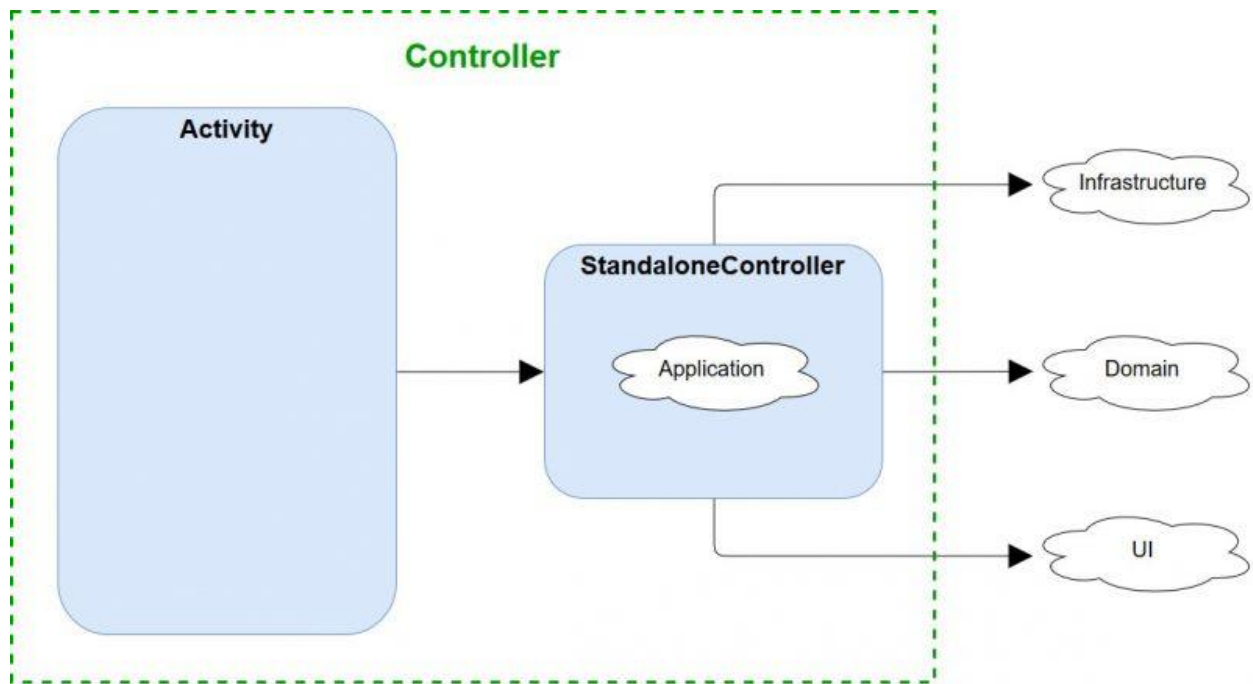 Controller
Activity
StandaloneController
Application
Infrastructure
Domain
UI